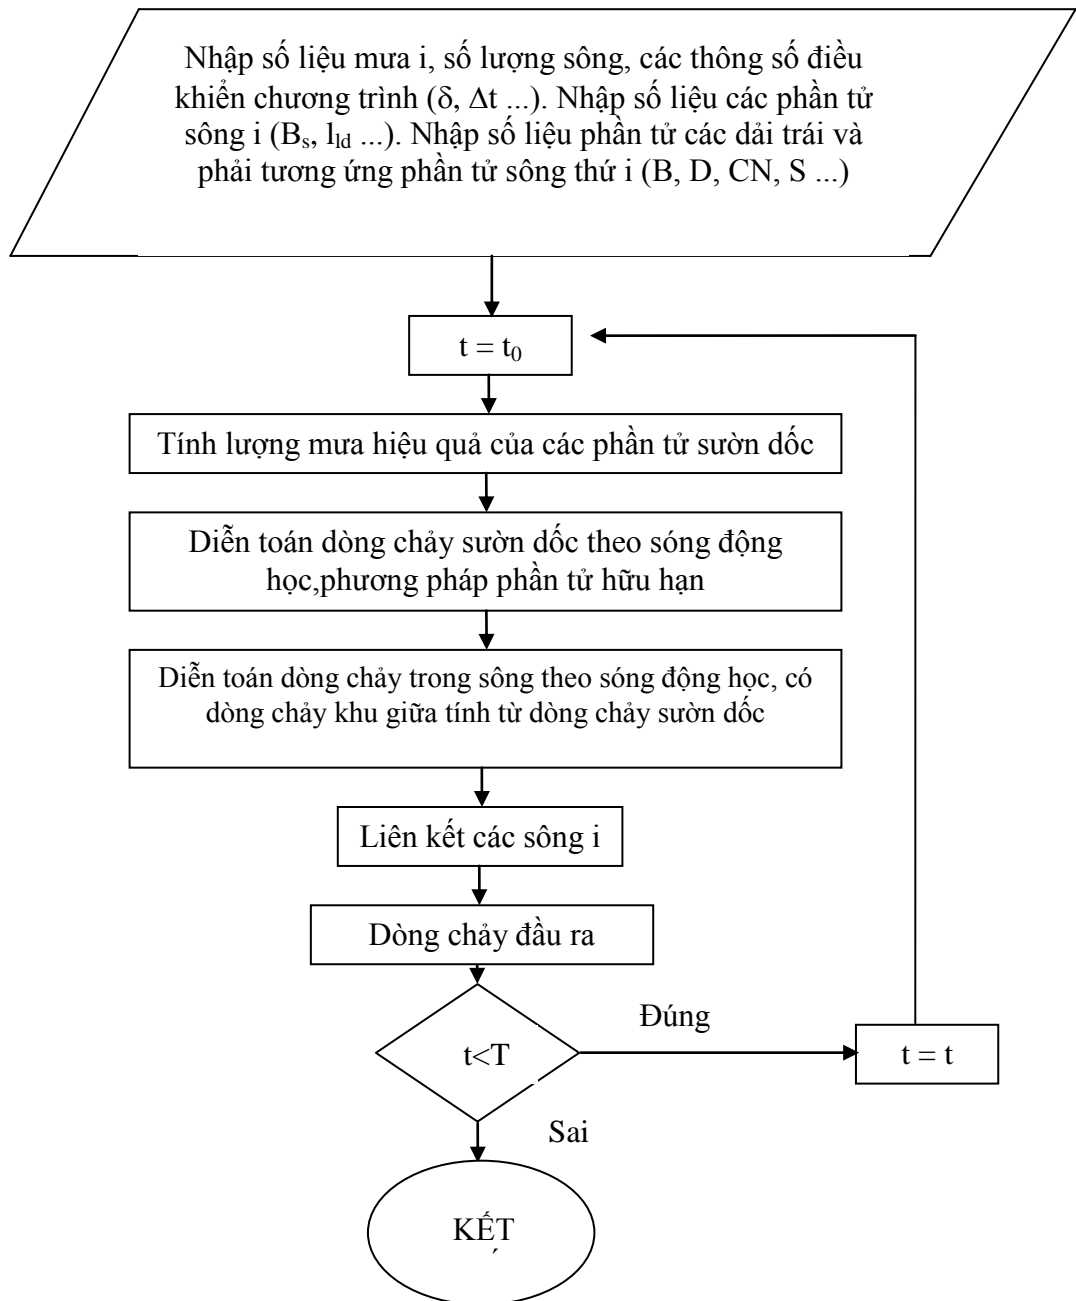 Nhập số liệu mưa i, số lượng sông, các thông số điều
khiển chương trình (δ, Δt ...). Nhập số liệu các phần tử
sông i (Bs, lld ...). Nhập số liệu phần tử các dải trái và
phải tương ứng phần tử sông thứ i (B, D, CN, S ...)
t = t0
Tính lượng mưa hiệu quả của các phần tử sườn dốc
Diễn toán dòng chảy sườn dốc theo sóng động
học,phương pháp phần tử hữu hạn
Diễn toán dòng chảy trong sông theo sóng động học, có
dòng chảy khu giữa tính từ dòng chảy sườn dốc
Liên kết các sông i
Dòng chảy đầu ra
t<T
Đúng
t = t
Sai
KẾT